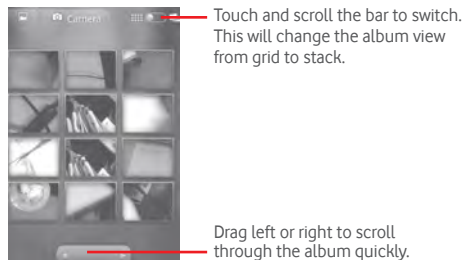 Camera
Touch and scroll the bar to switch.
This will change the album view
from grid to stack.
Drag left or right to scroll
through the album quickly.